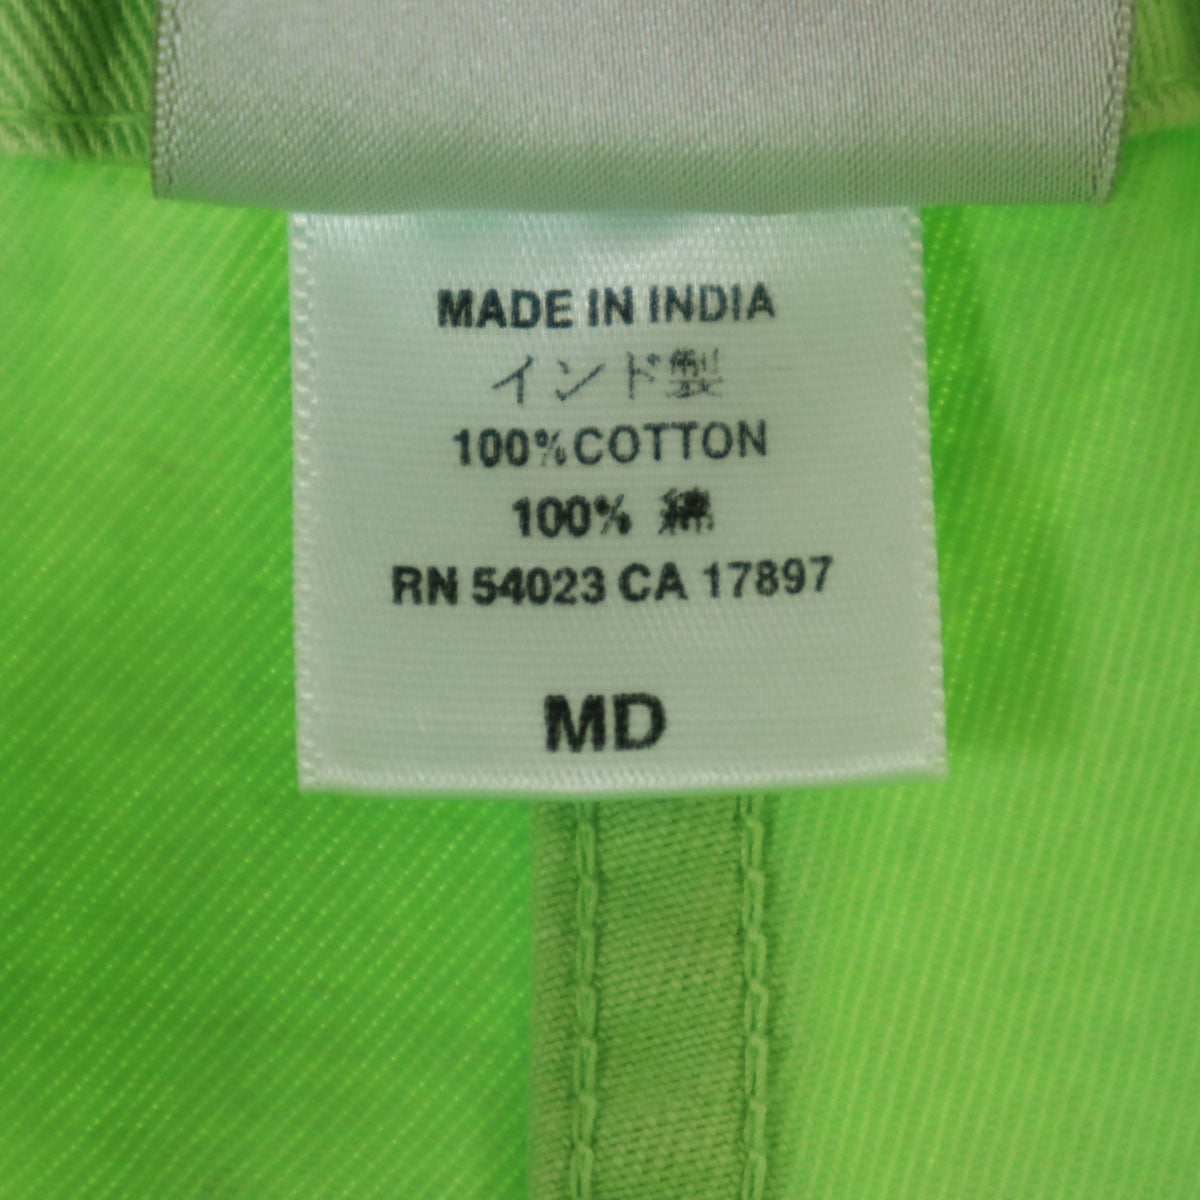 MADE IN INDIA
インド製
100%COTTON
100% 綿
RN 54023 CA 17897
MD